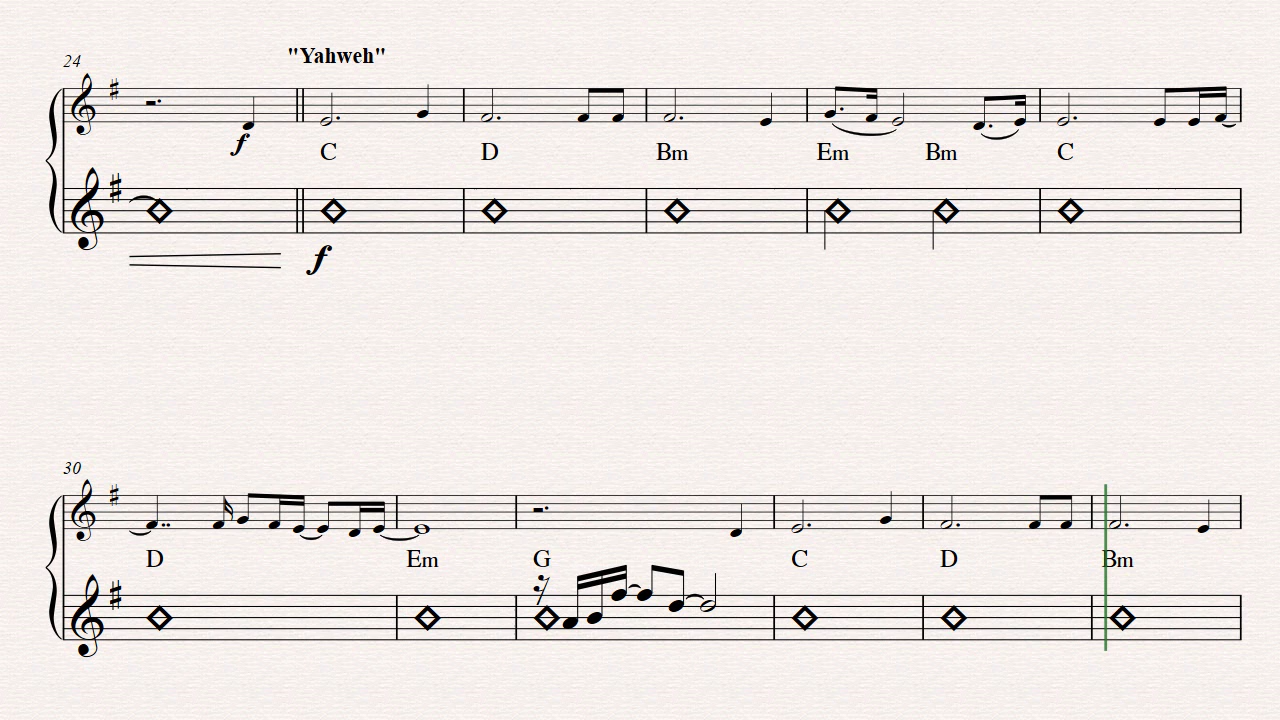 "Yahweh"
24
f
C D Bm Em Bm C
f
30
D Em G C D Bm